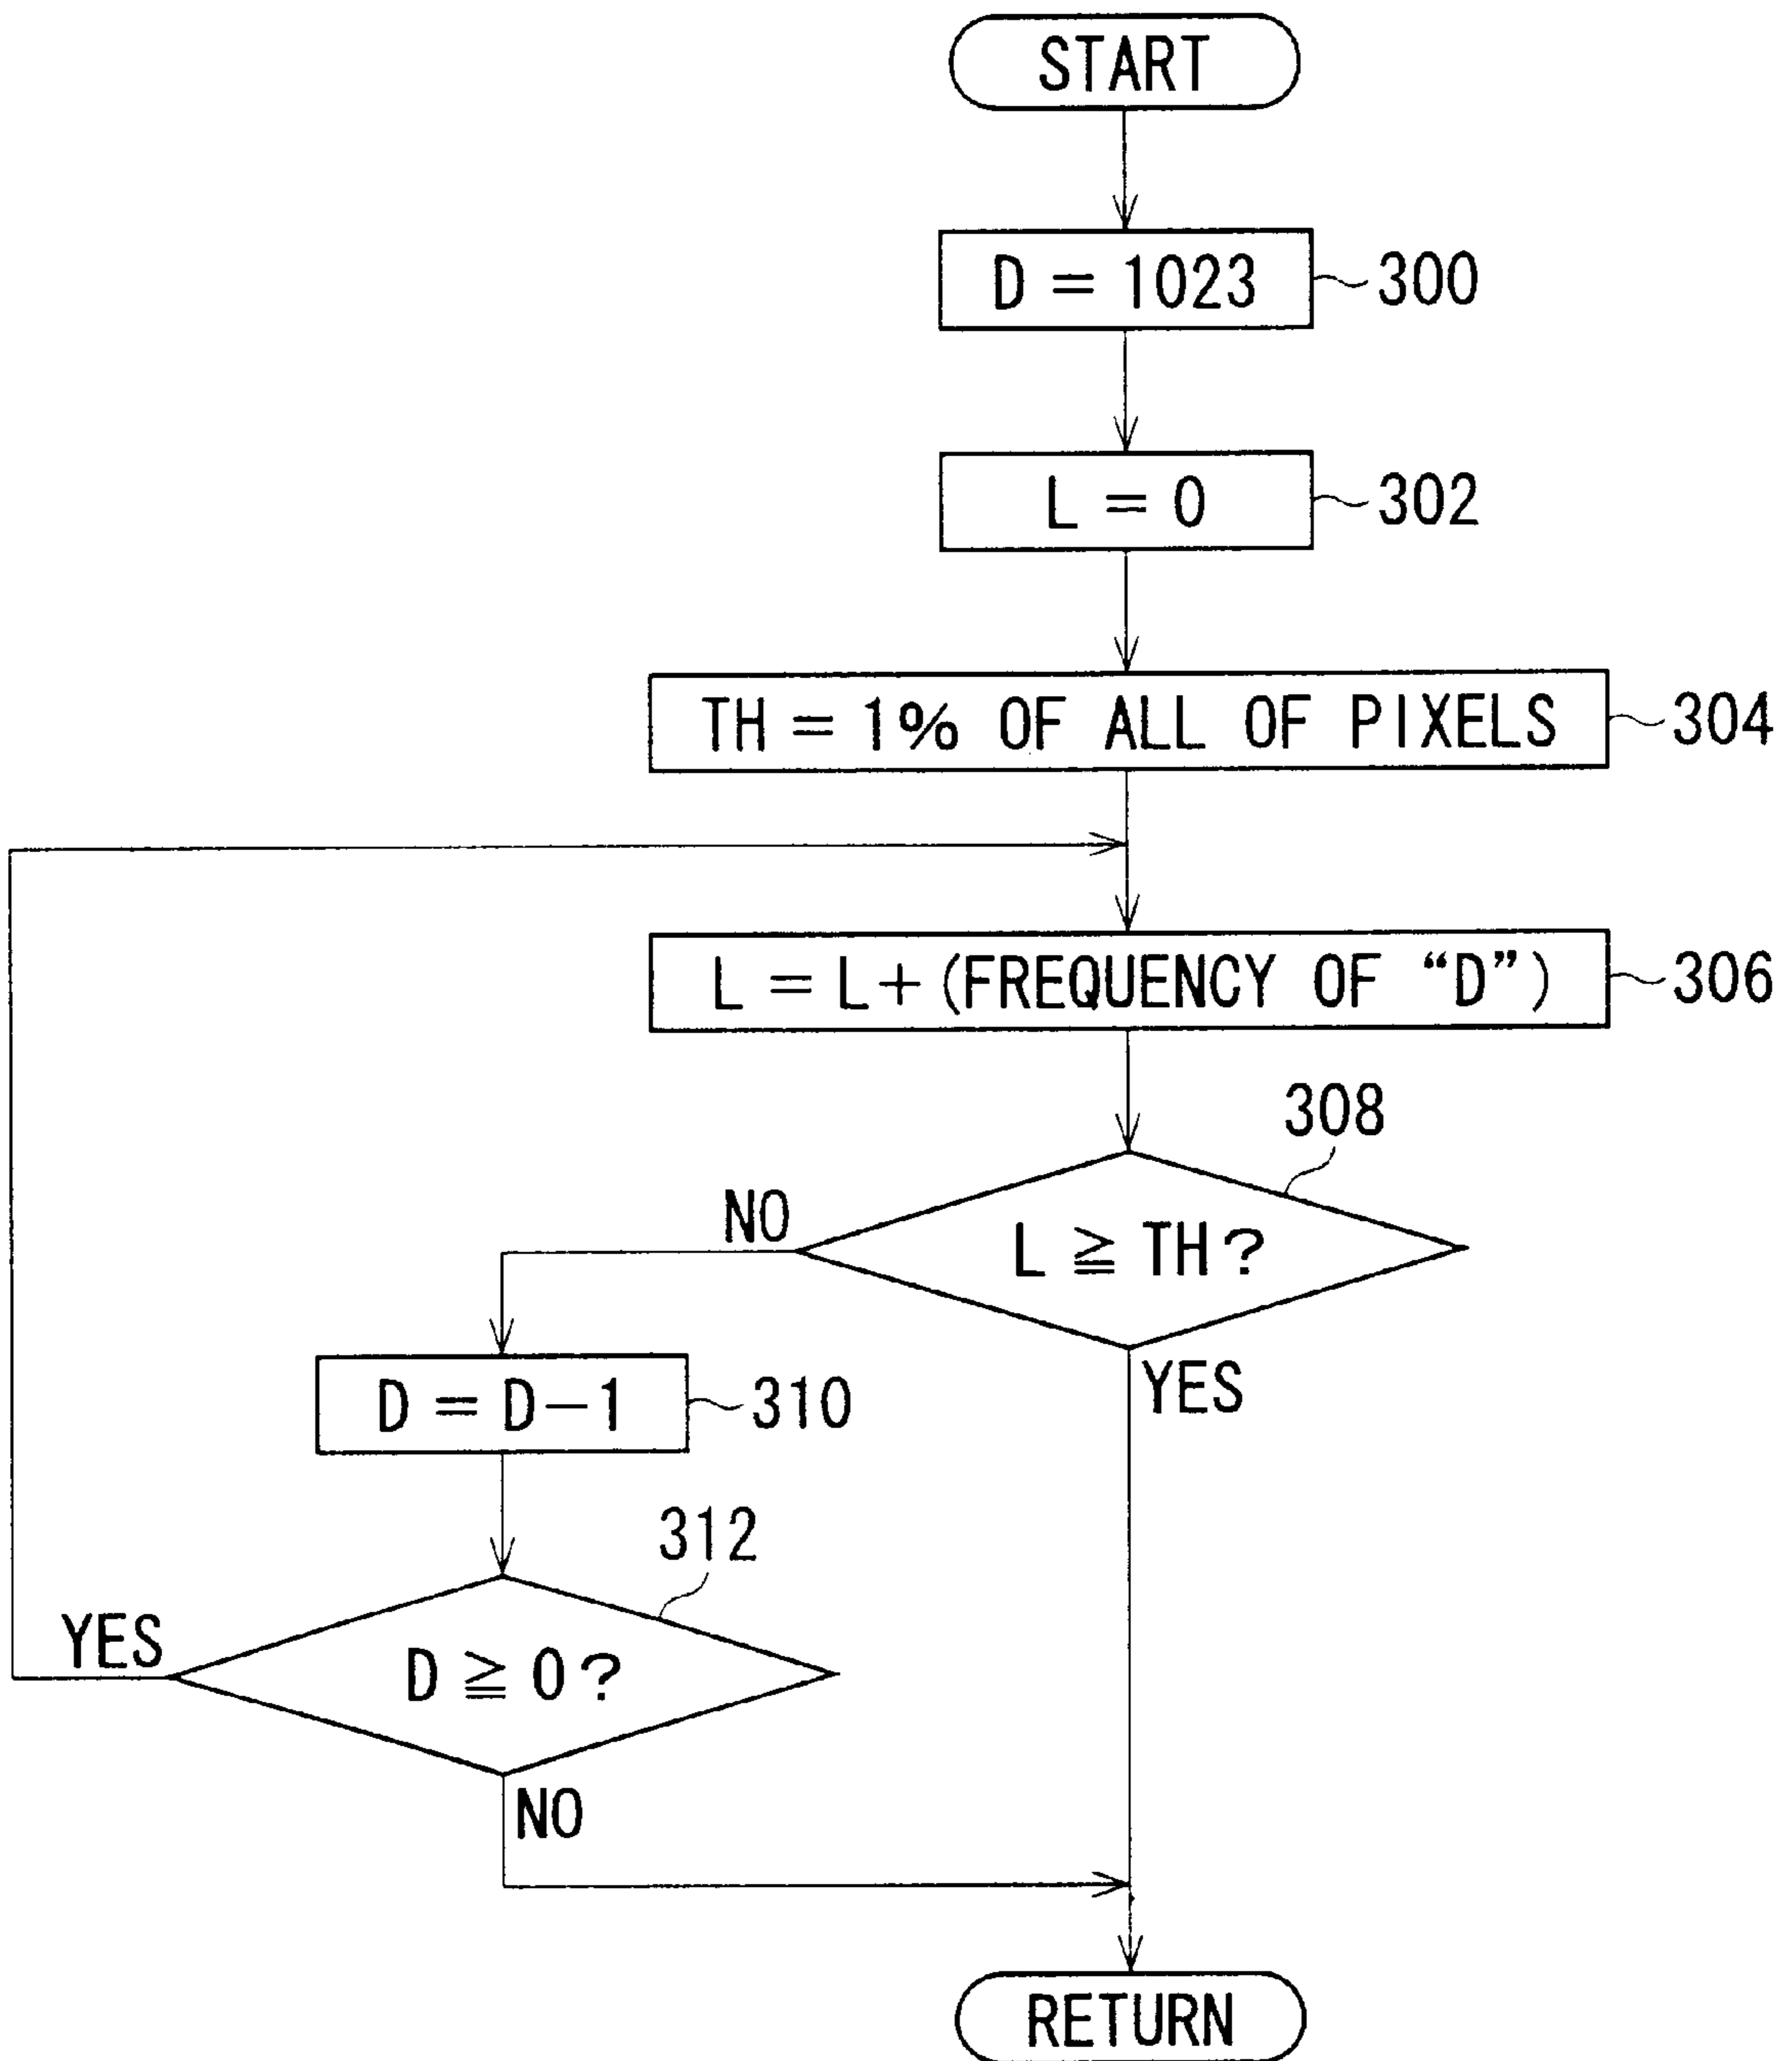 START
D = 1023
300
L = 0
302
TH = 1% OF ALL OF PIXELS
304
L = L+(FREQUENCY OF “D”)
306
308
NO
L ≧ TH?
YES
D = D−1
310
312
YES
D ≧ 0?
NO
RETURN